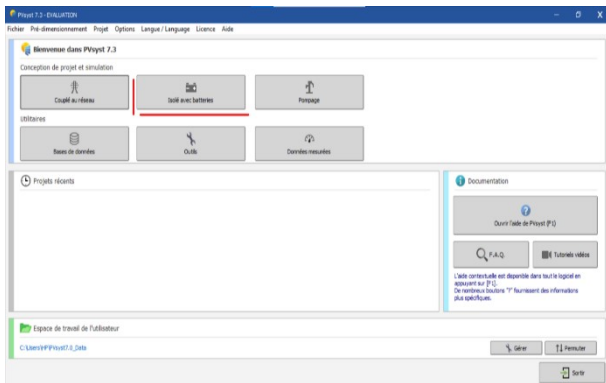 PVsyst 7.3 - EVALUATION
Fichier Pré-dimensionnement Projet Options Langue / Language Licence Aide
Bienvenue dans PVsyst 7.3
Conception de projet et simulation
Couplé au réseau
Isolé avec batteries
Pompage
Utilitaires
Bases de données
Outils
Données mesurées
Projets récents
Documentation
Ouvrir l'aide de PVsyst (F1)
F.A.Q.
Tutoriels vidéos
L'aide contextuelle est disponible dans tout le logiciel en
appuyant sur [F1].
De nombreux boutons "?" fournissent des informations
plus spécifiques.
Espace de travail de l'utilisateur
C:\Users\HP\PVsyst7.0_Data
Gérer
Permuter
Sortir